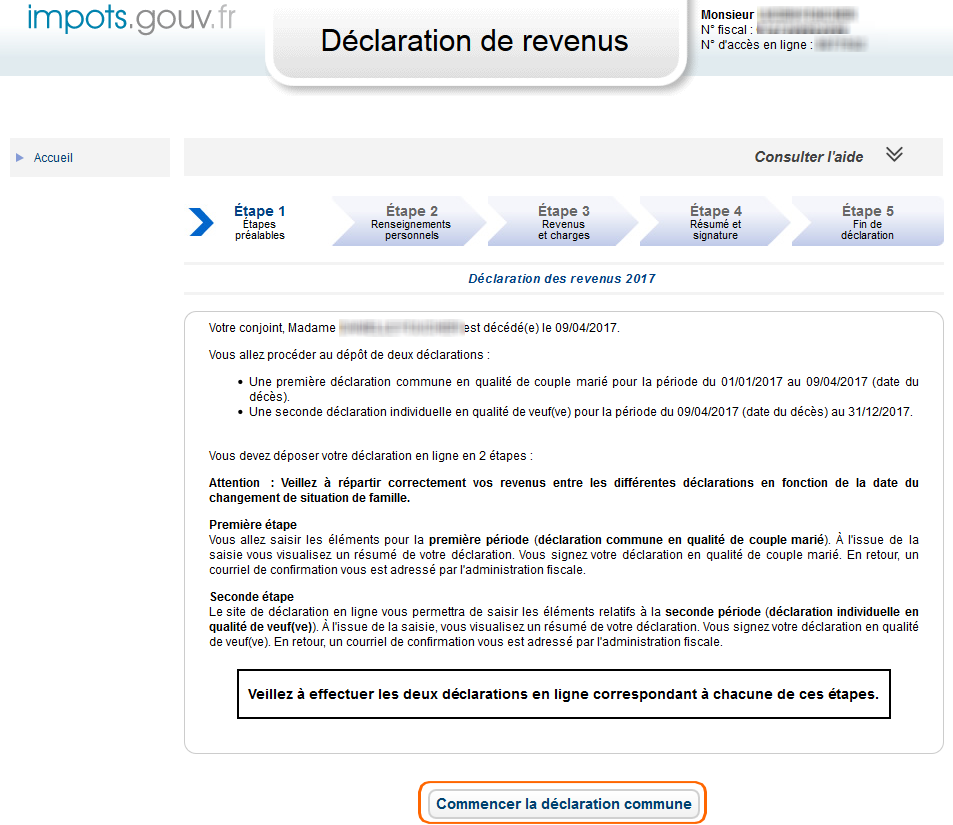 impots.gouv.fr
Déclaration de revenus
Monsieur
N° fiscal :
N° d'accès en ligne :
Accueil
Consulter l'aide
Étape 1
Étapes
préalables
Étape 2
Renseignements
personnels
Étape 3
Revenus
et charges
Étape 4
Résumé et
signature
Étape 5
Fin de
déclaration
Déclaration des revenus 2017
Votre conjoint, Madame est décédé(e) le 09/04/2017.
Vous allez procéder au dépôt de deux déclarations :
• Une première déclaration commune en qualité de couple marié pour la période du 01/01/2017 au 09/04/2017 (date du
décès).
• Une seconde déclaration individuelle en qualité de veuf(ve) pour la période du 09/04/2017 (date du décès) au 31/12/2017.
Vous devez déposer votre déclaration en ligne en 2 étapes :
Attention : Veillez à répartir correctement vos revenus entre les différentes déclarations en fonction de la date du
changement de situation de famille.
Première étape
Vous allez saisir les éléments pour la première période (déclaration commune en qualité de couple marié). À l'issue de la
saisie vous visualisez un résumé de votre déclaration. Vous signez votre déclaration en qualité de couple marié. En retour, un
courriel de confirmation vous est adressé par l'administration fiscale.
Seconde étape
Le site de déclaration en ligne vous permettra de saisir les éléments relatifs à la seconde période (déclaration individuelle en
qualité de veuf(ve)). À l'issue de la saisie, vous visualisez un résumé de votre déclaration. Vous signez votre déclaration en qualité
de veuf(ve). En retour, un courriel de confirmation vous est adressé par l'administration fiscale.
Veillez à effectuer les deux déclarations en ligne correspondant à chacune de ces étapes.
Commencer la déclaration commune